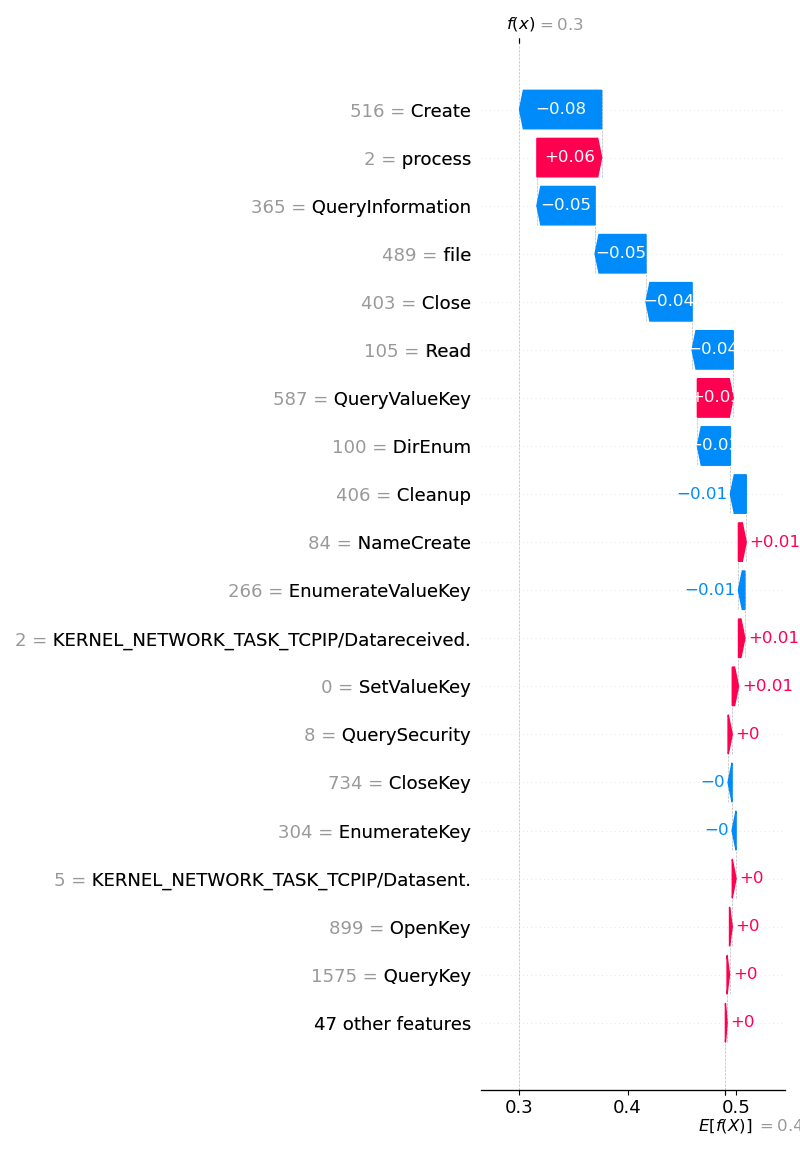 f(x) = 0.3
516 = Create
−0.08
2 = process
+0.06
365 = QueryInformation
−0.05
489 = file
−0.05
403 = Close
−0.04
105 = Read
−0.04
587 = QueryValueKey
+0.0
100 = DirEnum
406 = Cleanup
−0.01
84 = NameCreate
+0.01
266 = EnumerateValueKey
−0.01
2 = KERNEL_NETWORK_TASK_TCPIP/Datareceived.
+0.01
0 = SetValueKey
+0.01
8 = QuerySecurity
+0
734 = CloseKey
−0
304 = EnumerateKey
−0
5 = KERNEL_NETWORK_TASK_TCPIP/Datasent.
+0
899 = OpenKey
+0
1575 = QueryKey
+0
47 other features
+0
0.3 0.4 0.5
E[f(X)] = 0.4